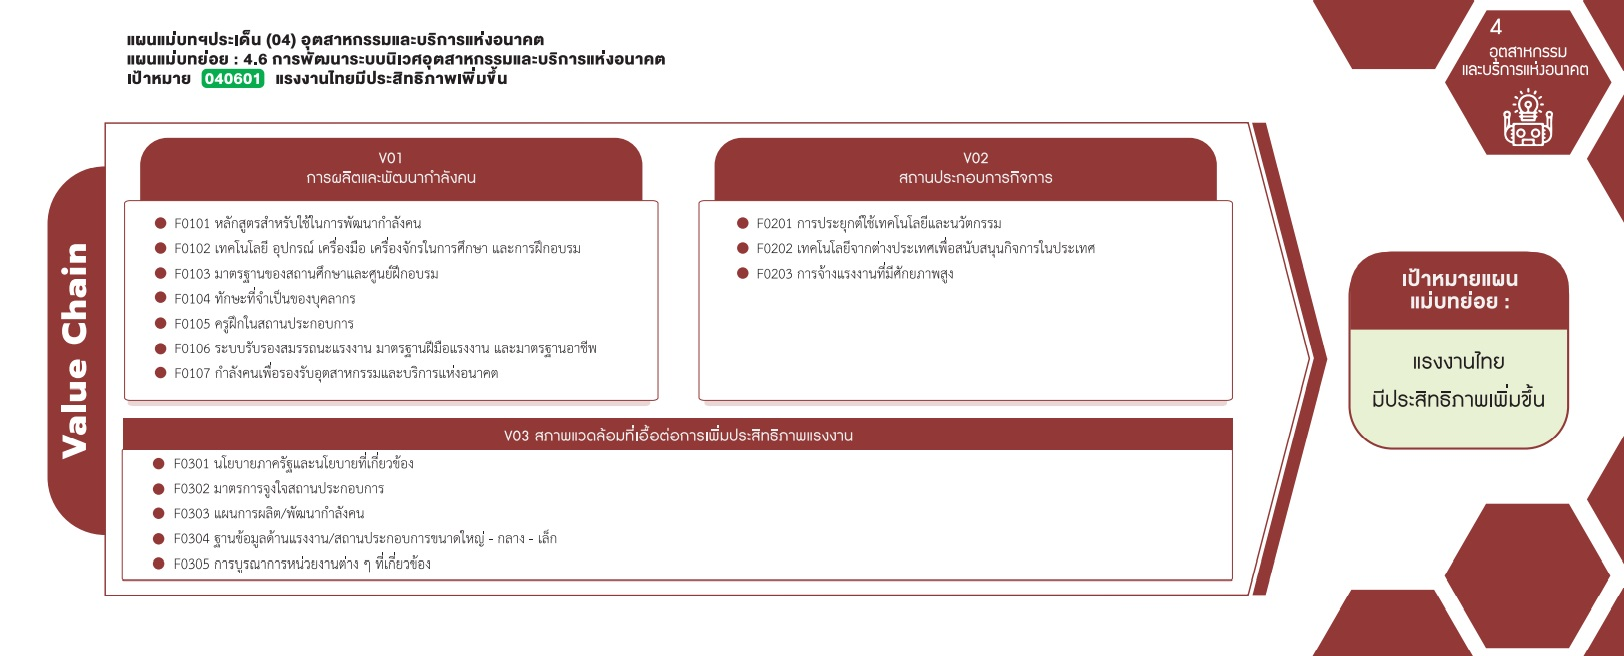 แผนแม่บทฯประเด็น (04) อุตสาหกรรมและบริการแห่งอนาคต
แผนแม่บทย่อย : 4.6 การพัฒนาระบบนิเวศอุตสาหกรรมและบริการแห่งอนาคต
เป้าหมาย 040601 แรงงานไทยมีประสิทธิภาพเพิ่มขึ้น
4
อุตสาหกรรม
และบริการแห่งอนาคต
Value Chain
V01
การผลิตและพัฒนากำลังคน
F0101 หลักสูตรสำหรับใช้ในการพัฒนากำลังคน
F0102 เทคโนโลยี อุปกรณ์ เครื่องมือ เครื่องจักรในการศึกษา และการฝึกอบรม
F0103 มาตรฐานของสถานศึกษาและศูนย์ฝึกอบรม
F0104 ทักษะที่จำเป็นของบุคลากร
F0105 ครูฝึกในสถานประกอบการ
F0106 ระบบรับรองสมรรถนะแรงงาน มาตรฐานฝีมือแรงงาน และมาตรฐานอาชีพ
F0107 กำลังคนเพื่อรองรับอุตสาหกรรมและบริการแห่งอนาคต
V02
สถานประกอบการกิจการ
F0201 การประยุกต์ใช้เทคโนโลยีและนวัตกรรม
F0202 เทคโนโลยีจากต่างประเทศเพื่อสนับสนุนกิจการในประเทศ
F0203 การจ้างแรงงานที่มีศักยภาพสูง
V03 สภาพแวดล้อมที่เอื้อต่อการเพิ่มประสิทธิภาพแรงงาน
F0301 นโยบายภาครัฐและนโยบายที่เกี่ยวข้อง
F0302 มาตรการจูงใจสถานประกอบการ
F0303 แผนการผลิต/พัฒนากำลังคน
F0304 ฐานข้อมูลด้านแรงงาน/สถานประกอบการขนาดใหญ่ - กลาง - เล็ก
F0305 การบูรณาการหน่วยงานต่าง ๆ ที่เกี่ยวข้อง
เป้าหมายแผน
แม่บทย่อย :
แรงงานไทย
มีประสิทธิภาพเพิ่มขึ้น